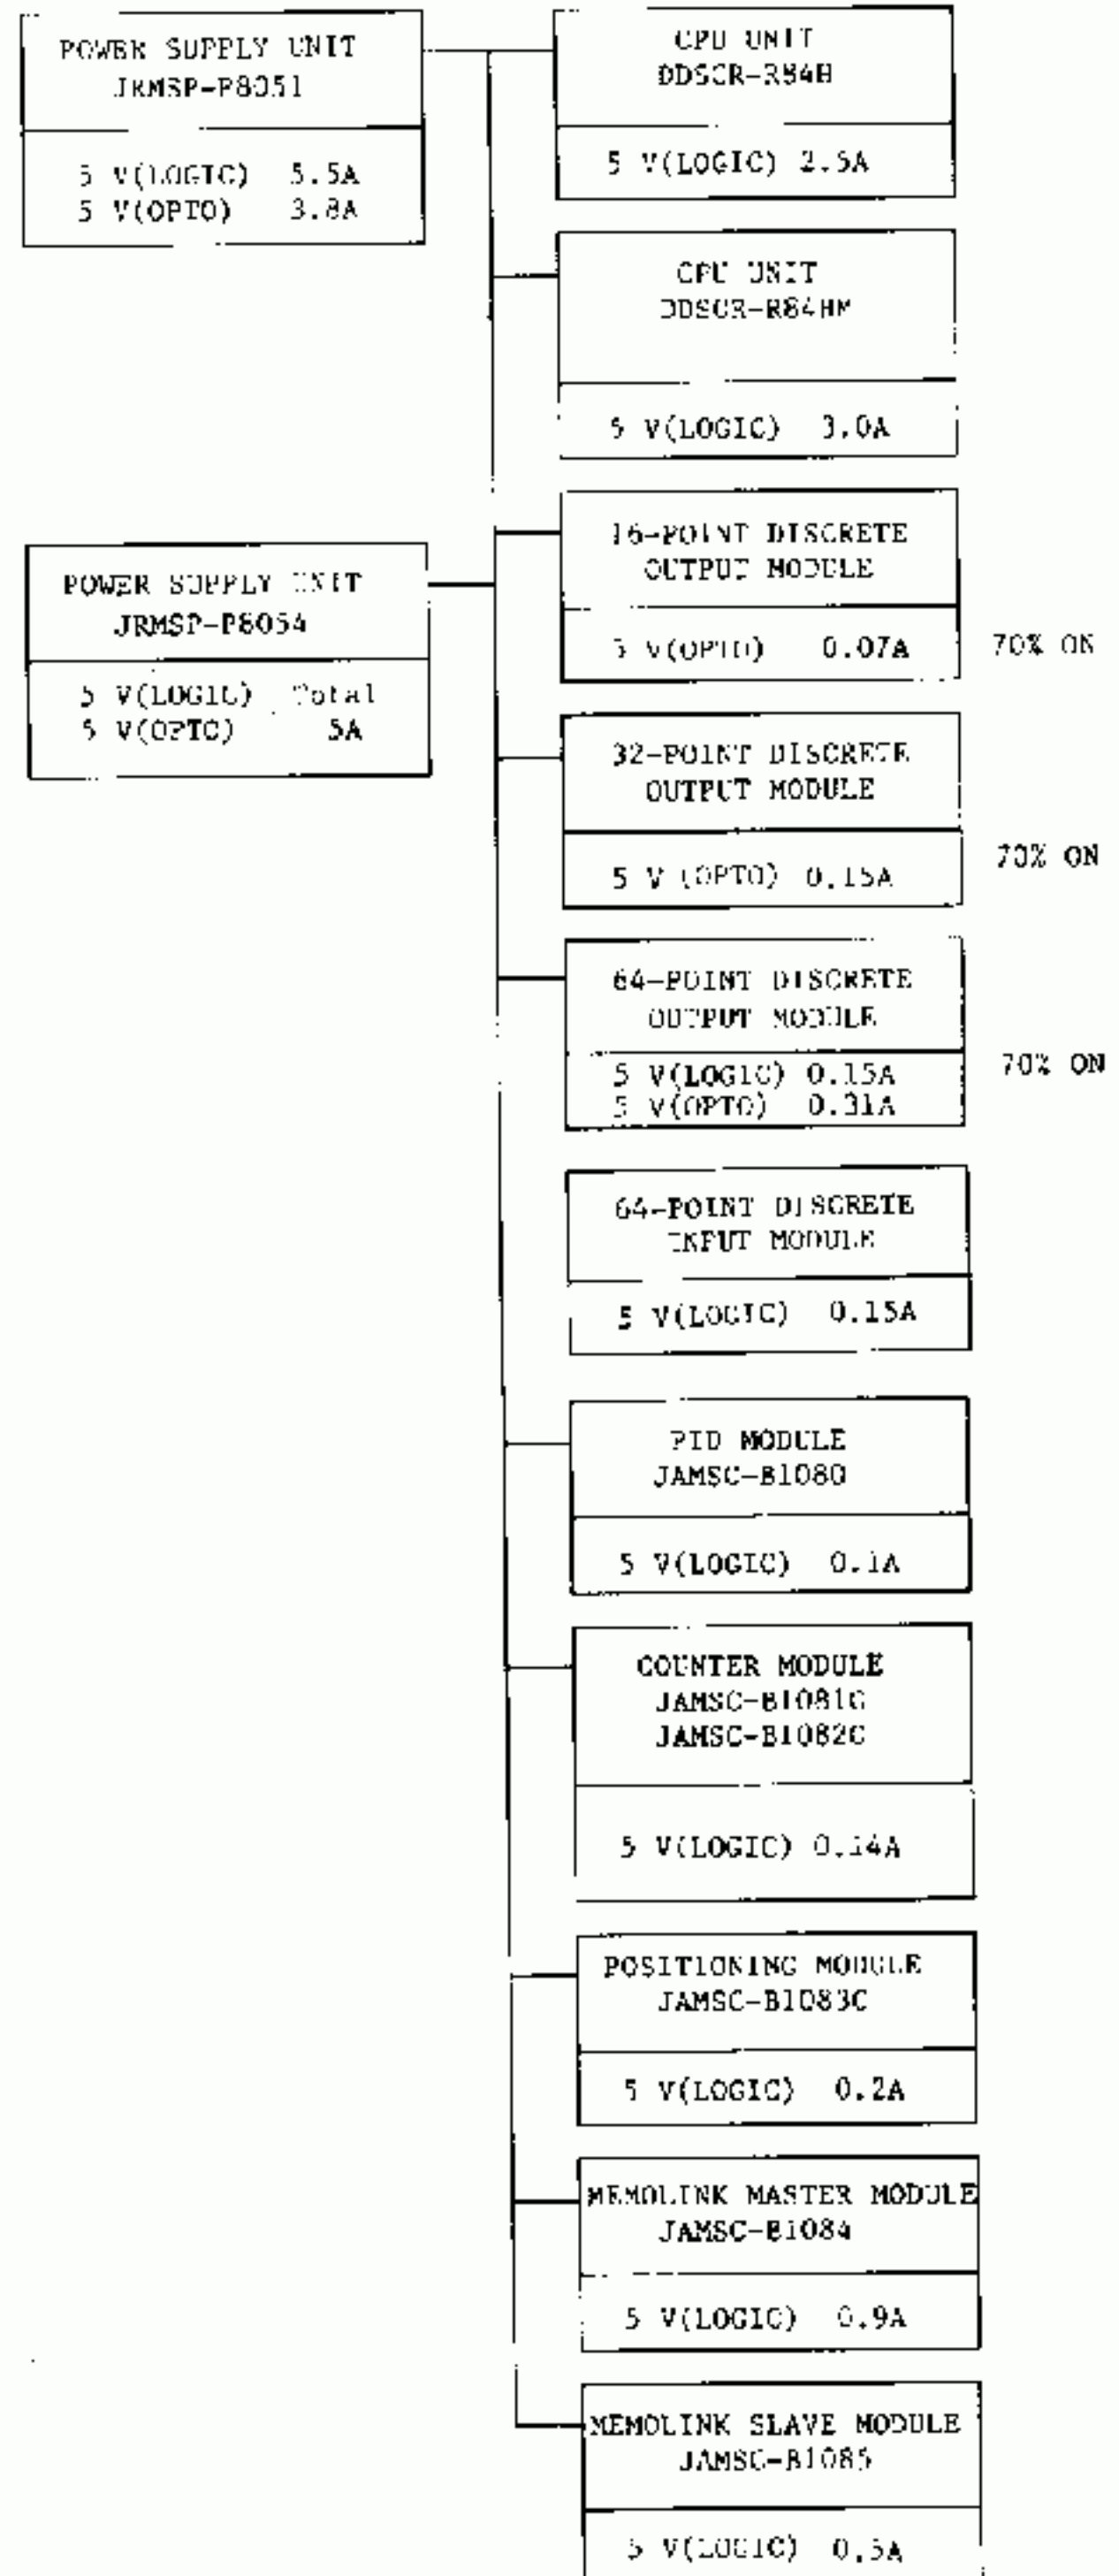 POWER SUPPLY UNIT
JRMSP-P8051
5 V(LOGIC) 5.5A
5 V(OPTO) 3.8A
CPU UNIT
DDSCR-R84H
5 V(LOGIC) 2.5A
CPU UNIT
DDSCR-R84HM
5 V(LOGIC) 3.0A
POWER SUPPLY UNIT
JRMSP-P8054
5 V(LOGIC) Total
5 V(OPTO) 5A
16-POINT DISCRETE
OUTPUT MODULE
5 V(OPTO) 0.07A
70% ON
32-POINT DISCRETE
OUTPUT MODULE
5 V (OPTO) 0.15A
70% ON
64-POINT DISCRETE
OUTPUT MODULE
5 V(LOGIC) 0.15A
5 V(OPTO) 0.31A
70% ON
64-POINT DISCRETE
INPUT MODULE
5 V(LOGIC) 0.15A
PID MODULE
JAMSC-B1080
5 V(LOGIC) 0.1A
COUNTER MODULE
JAMSC-B1081C
JAMSC-B1082C
5 V(LOGIC) 0.14A
POSITIONING MODULE
JAMSC-B1083C
5 V(LOGIC) 0.2A
MEMOLINK MASTER MODULE
JAMSC-B1084
5 V(LOGIC) 0.9A
MEMOLINK SLAVE MODULE
JAMSC-B1085
5 V(LOGIC) 0.5A